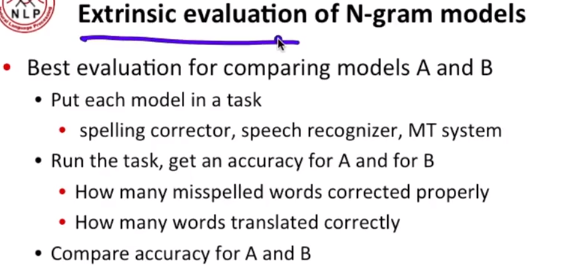 NLP
Extrinsic evaluation of N-gram models
• Best evaluation for comparing models A and B
• Put each model in a task
• spelling corrector, speech recognizer, MT system
• Run the task, get an accuracy for A and for B
• How many misspelled words corrected properly
• How many words translated correctly
• Compare accuracy for A and B